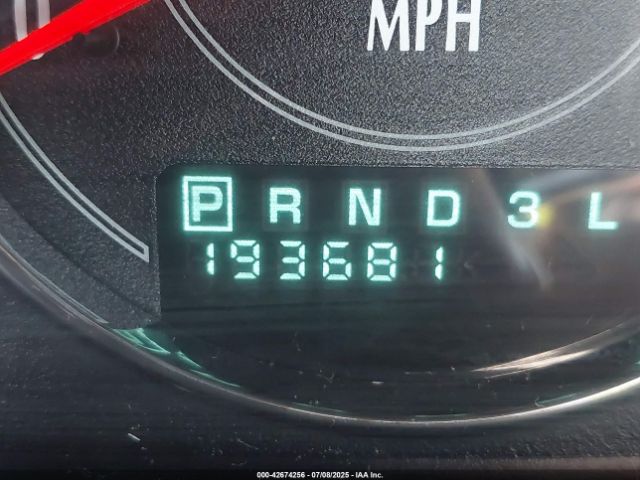 MPH
P R N D 3 L
193681
000-42674256 - 07/08/2025 - IAA Inc.